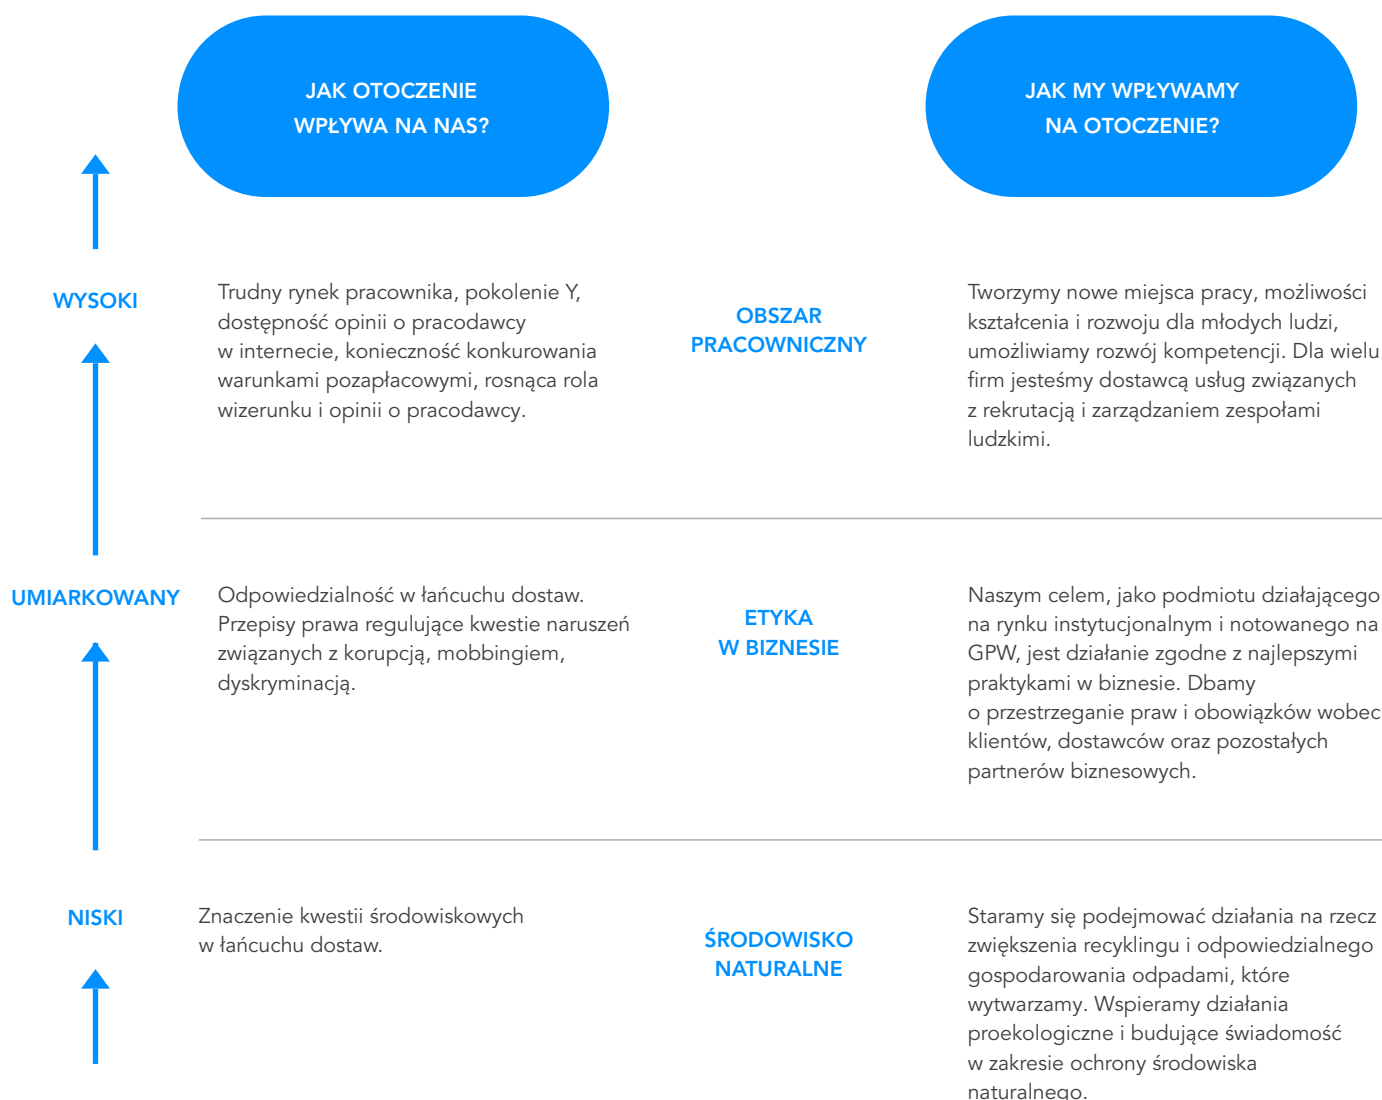 JAK OTOCZENIE
WPŁYWA NA NAS?
JAK MY WPŁYWAMY
NA OTOCZENIE?
WYSOKI
Trudny rynek pracownika, pokolenie Y,
dostępność opinii o pracodawcy
w internecie, konieczność konkurowania
warunkami pozapłacowymi, rosnąca rola
wizerunku i opinii o pracodawcy.
OBSZAR
PRACOWNICZNY
Tworzymy nowe miejsca pracy, możliwości
kształcenia i rozwoju dla młodych ludzi,
umożliwiamy rozwój kompetencji. Dla wielu
firm jesteśmy dostawcą usług związanych
z rekrutacją i zarządzaniem zespołami
ludzkimi.
UMIARKOWANY
Odpowiedzialność w łańcuchu dostaw.
Przepisy prawa regulujące kwestie naruszeń
związanych z korupcją, mobbingiem,
dyskryminacją.
ETYKA
W BIZNESIE
Naszym celem, jako podmiotu działającego
na rynku instytucjonalnym i notowanego na
GPW, jest działanie zgodne z najlepszymi
praktykami w biznesie. Dbamy
o przestrzeganie praw i obowiązków wobec
klientów, dostawców oraz pozostałych
partnerów biznesowych.
NISKI
Znaczenie kwestii środowiskowych
w łańcuchu dostaw.
ŚRODOWISKO
NATURALNE
Staramy się podejmować działania na rzecz
zwiększenia recyklingu i odpowiedzialnego
gospodarowania odpadami, które
wytwarzamy. Wspieramy działania
proekologiczne i budujące świadomość
w zakresie ochrony środowiska
naturalnego.